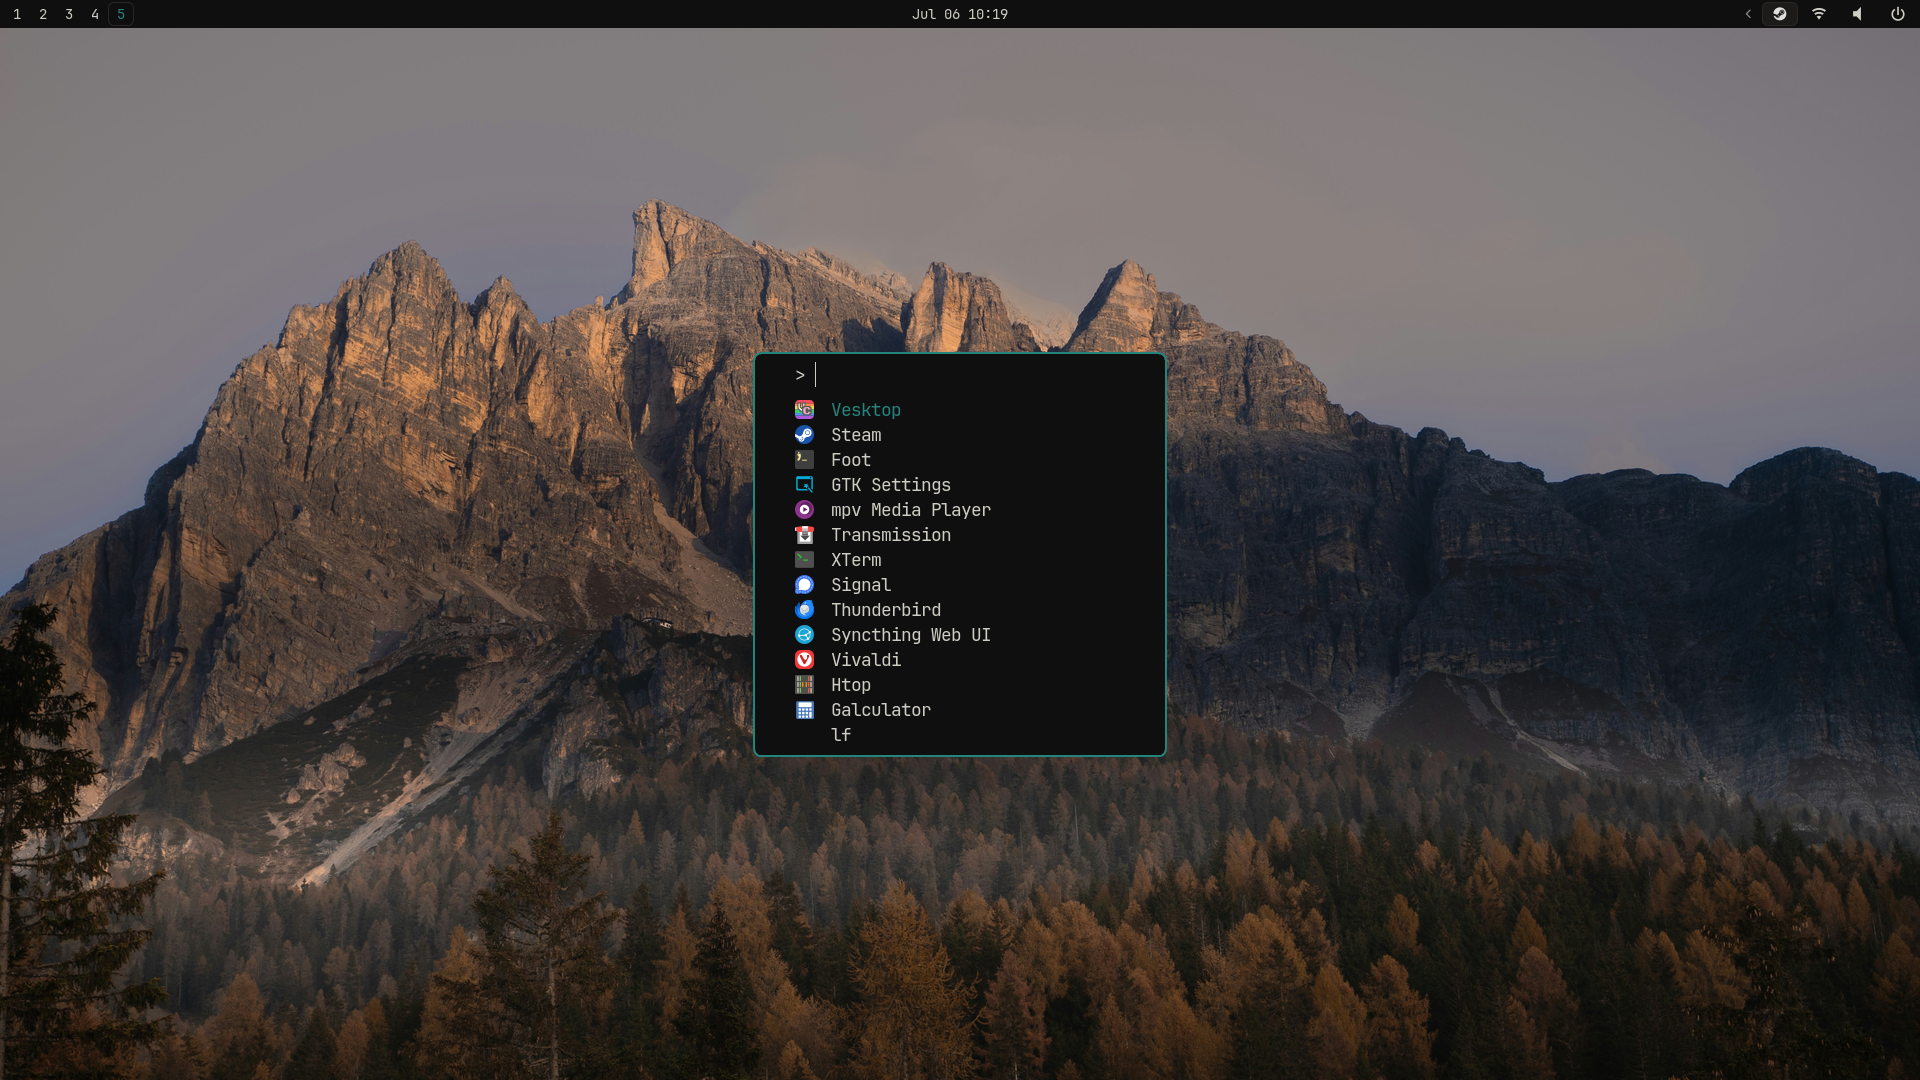 1 2 3 4 5 Jul 06 10:19
>
Vesktop
Steam
Foot
GTK Settings
mpv Media Player
Transmission
XTerm
Signal
Thunderbird
Syncthing Web UI
Vivaldi
Htop
Galculator
lf